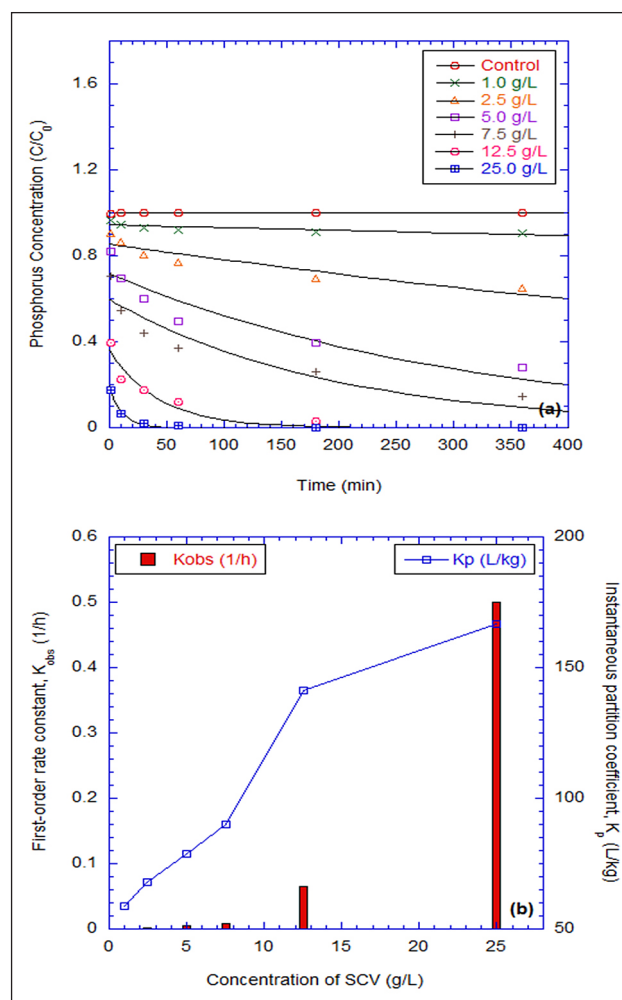 Control
1.0 g/L
2.5 g/L
5.0 g/L
7.5 g/L
12.5 g/L
25.0 g/L
Phosphorus Concentration (C/C₀)
1.6
1.2
0.8
0.4
0
0 50 100 150 200 250 300 350 400
(a)
Time (min)
Kobs (1/h)
Kp (L/kg)
First-order rate constant, K_obs (1/h)
0.6
0.5
0.4
0.3
0.2
0.1
0
200
150
100
50
Instantaneous partition coefficient, K_p (L/kg)
(b)
0 5 10 15 20 25
Concentration of SCV (g/L)